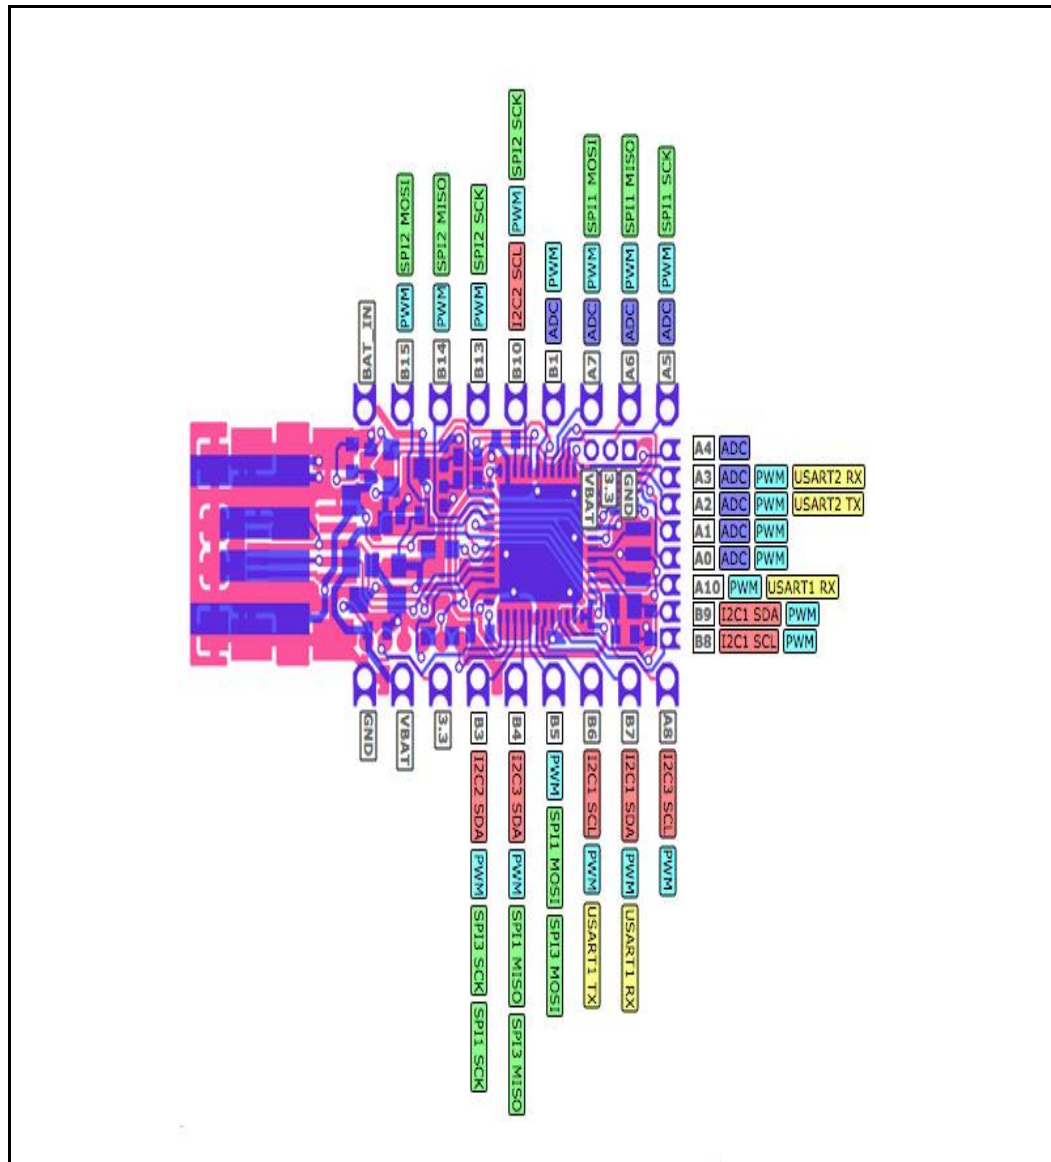 BAT_IN
B15 PWM SPI2 MOSI
B14 PWM SPI2 MISO
B13 PWM SPI2 SCK
B10 I2C2 SCL PWM SPI2 SCK
B1 ADC PWM
A7 ADC PWM SPI1 MOSI
A6 ADC PWM SPI1 MISO
A5 ADC PWM SPI1 SCK
VBAT
3.3
GND
A4 ADC
A3 ADC PWM USART2 RX
A2 ADC PWM USART2 TX
A1 ADC PWM
A0 ADC PWM
A10 PWM USART1 RX
B9 I2C1 SDA PWM
B8 I2C1 SCL PWM
GND
VBAT
3.3
B3 I2C2 SDA PWM SPI3 SCK SPI1 SCK
B4 I2C3 SDA PWM SPI1 MISO SPI3 MISO
B5 PWM SPI1 MOSI SPI3 MOSI
B6 I2C1 SCL PWM USART1 TX
B7 I2C1 SDA PWM USART1 RX
A8 I2C3 SCL PWM